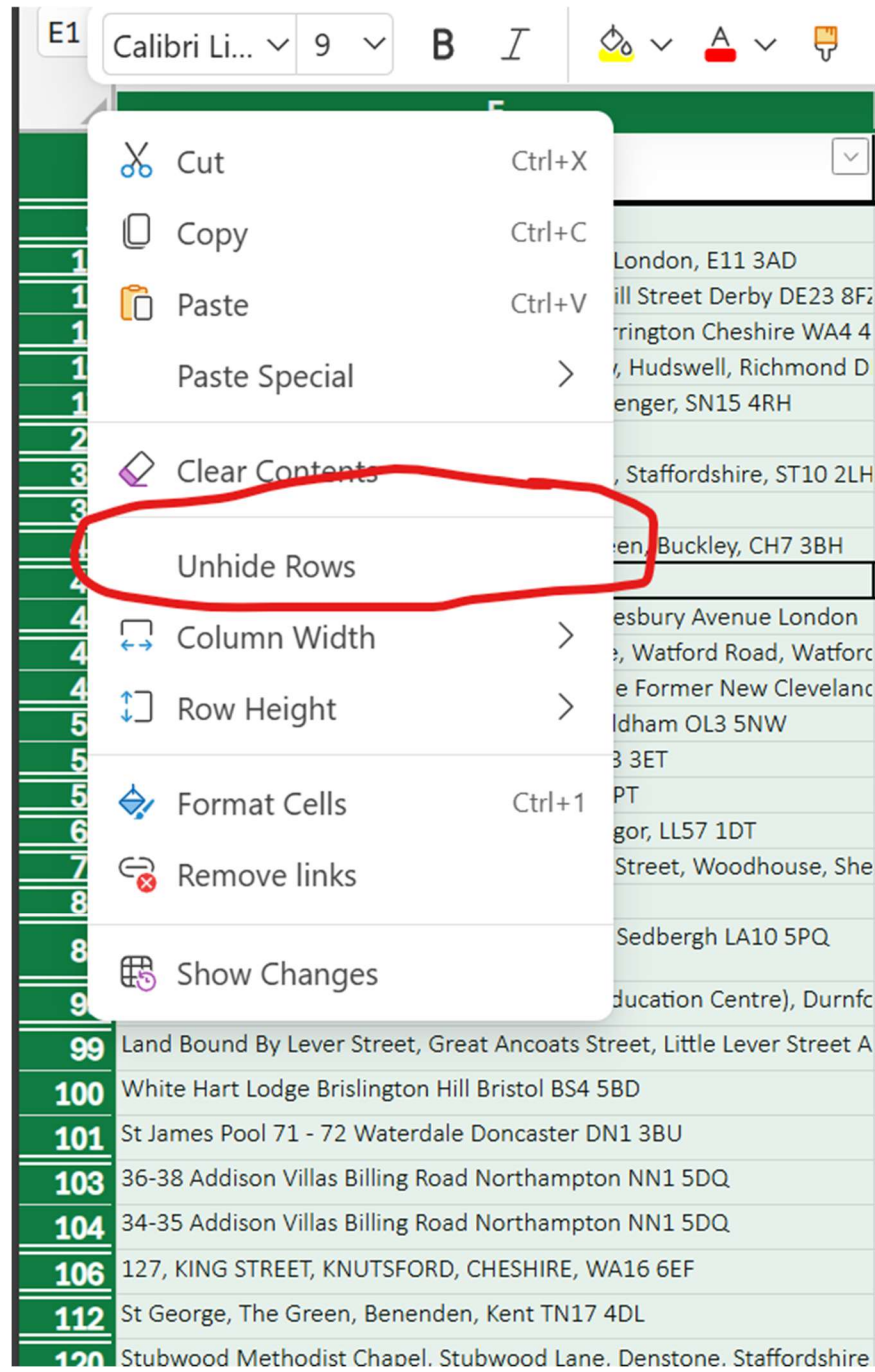 E1
Calibri Li... 9 B I A
Cut Ctrl+X
Copy Ctrl+C
Paste Ctrl+V
Paste Special
Clear Contents
Unhide Rows
Column Width
Row Height
Format Cells Ctrl+1
Remove links
Show Changes
London, E11 3AD
ill Street Derby DE23 8FZ
rrington Cheshire WA4 4
, Hudswell, Richmond D
enger, SN15 4RH
, Staffordshire, ST10 2LH
en, Buckley, CH7 3BH
esbury Avenue London
, Watford Road, Watford
e Former New Cleveland
ldham OL3 5NW
3 3ET
PT
gor, LL57 1DT
Street, Woodhouse, She
Sedbergh LA10 5PQ
ducation Centre), Durnfo
99 Land Bound By Lever Street, Great Ancoats Street, Little Lever Street A
100 White Hart Lodge Brislington Hill Bristol BS4 5BD
101 St James Pool 71 - 72 Waterdale Doncaster DN1 3BU
103 36-38 Addison Villas Billing Road Northampton NN1 5DQ
104 34-35 Addison Villas Billing Road Northampton NN1 5DQ
106 127, KING STREET, KNUTSFORD, CHESHIRE, WA16 6EF
112 St George, The Green, Benenden, Kent TN17 4DL
120 Stubwood Methodist Chapel, Stubwood Lane, Denstone, Staffordshire